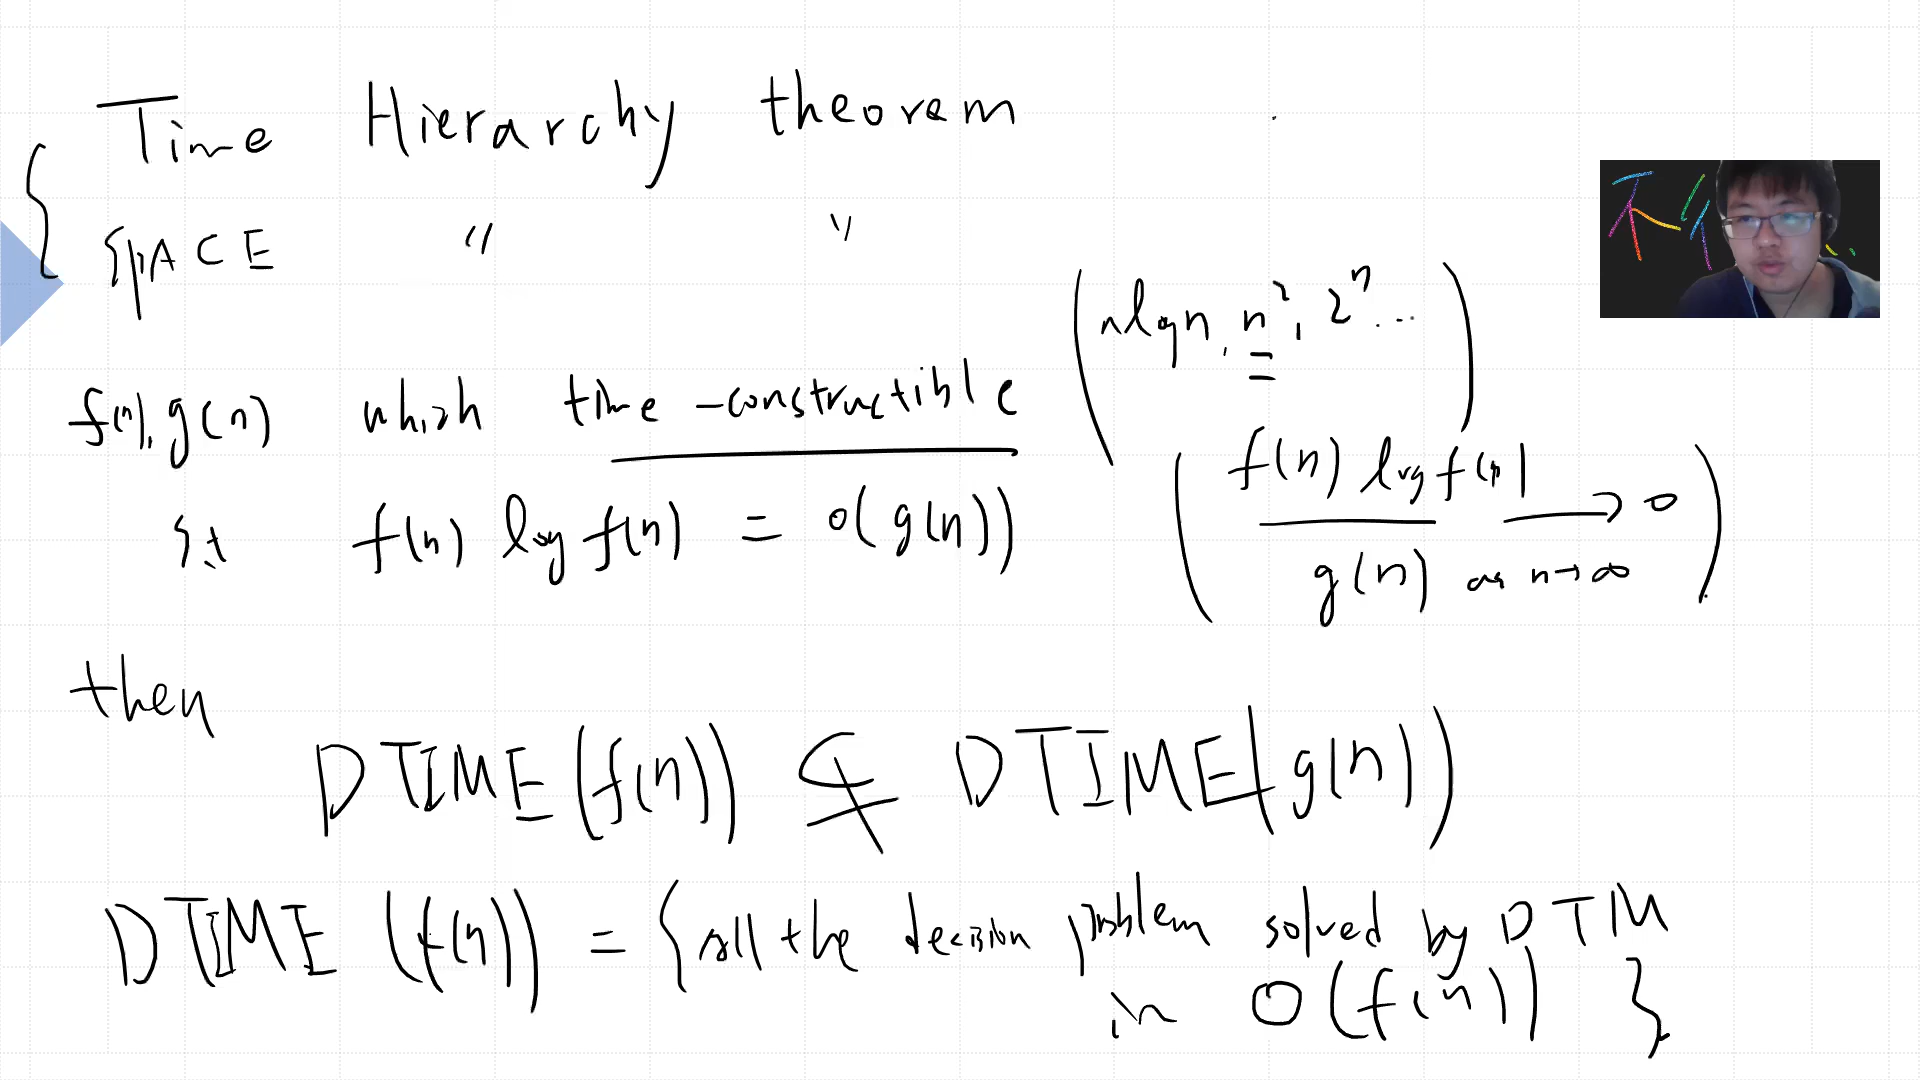 Time Hierarchy theorem
SPACE " "
(nlogn, n², 2ⁿ...)
f(n), g(n) which time-constructible
s.t f(n) log f(n) = o(g(n))
(f(n) log f(n) / g(n) → 0 as n→∞)
then
DTIME(f(n)) ⊊ DTIME(g(n))
DTIME (f(n)) = {all the decision problem solved by DTM
in O(f(n)) }